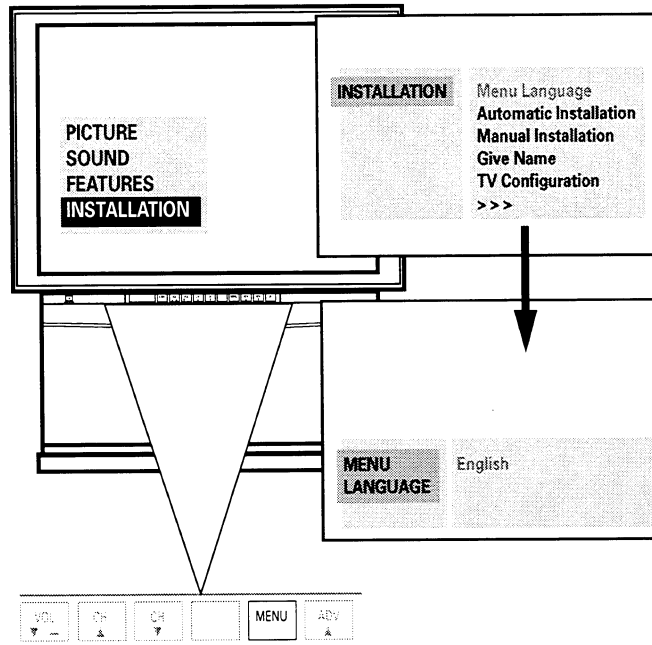 PICTURE
SOUND
FEATURES
INSTALLATION
INSTALLATION
Menu Language
Automatic Installation
Manual Installation
Give Name
TV Configuration
>>>
MENU
LANGUAGE
English
VOL
–
CH
CH
MENU
ADV